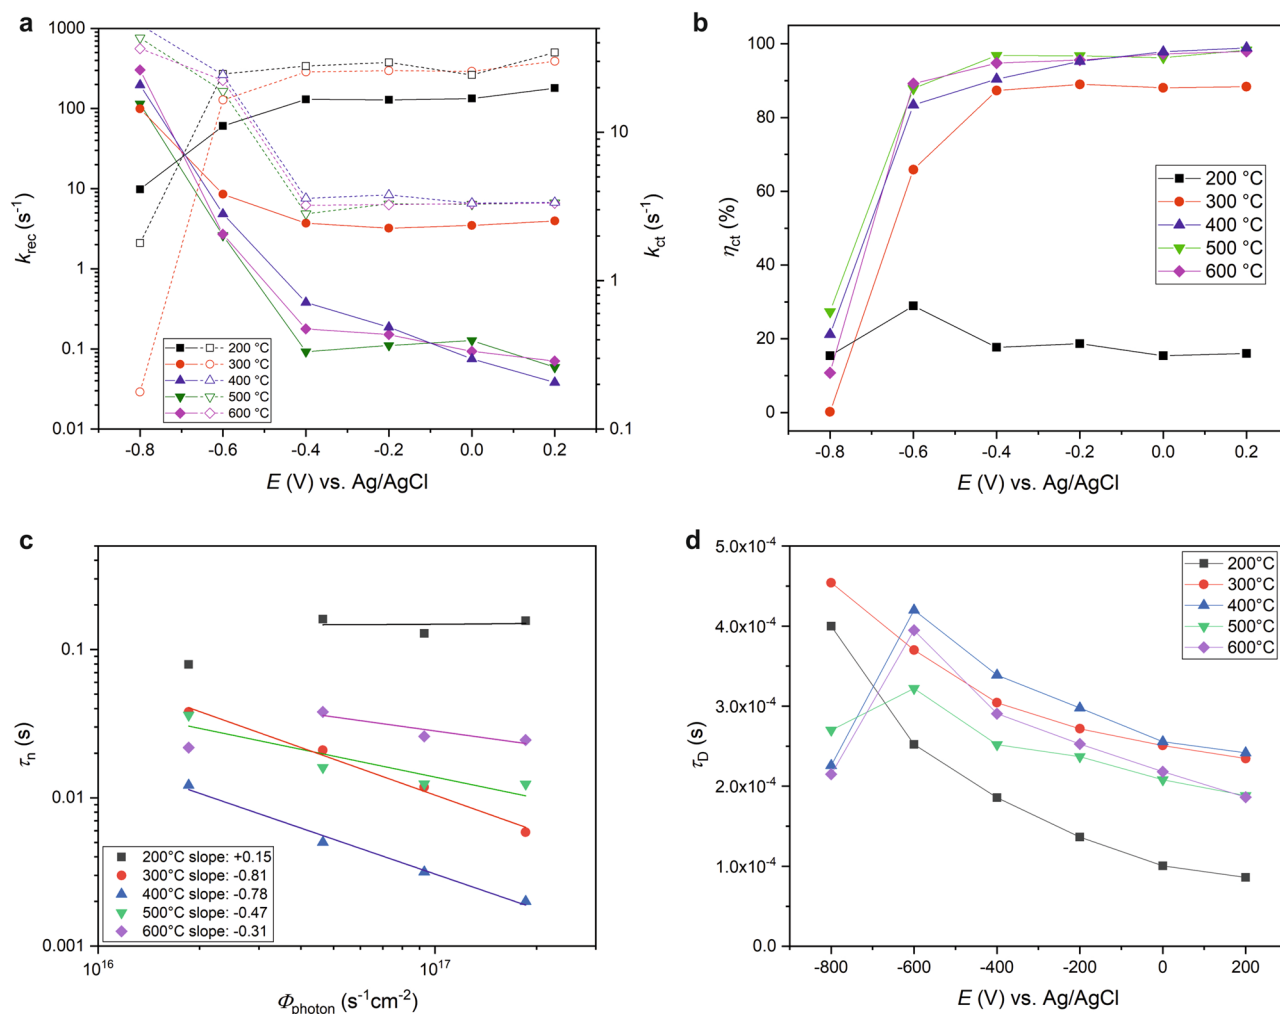 a
1000
100
10
1
0.1
0.01
k_rec (s⁻¹)
10
1
0.1
k_ct (s⁻¹)
200 °C
300 °C
400 °C
500 °C
600 °C
-0.8 -0.6 -0.4 -0.2 0.0 0.2
E (V) vs. Ag/AgCl
b
100
80
60
40
20
0
η_ct (%)
200 °C
300 °C
400 °C
500 °C
600 °C
-0.8 -0.6 -0.4 -0.2 0.0 0.2
E (V) vs. Ag/AgCl
c
0.1
0.01
0.001
τ_n (s)
200°C slope: +0.15
300°C slope: -0.81
400°C slope: -0.78
500°C slope: -0.47
600°C slope: -0.31
10¹⁶ 10¹⁷
Φ_photon (s⁻¹cm⁻²)
d
5.0x10⁻⁴
4.0x10⁻⁴
3.0x10⁻⁴
2.0x10⁻⁴
1.0x10⁻⁴
0.0
τ_D (s)
200°C
300°C
400°C
500°C
600°C
-800 -600 -400 -200 0 200
E (V) vs. Ag/AgCl